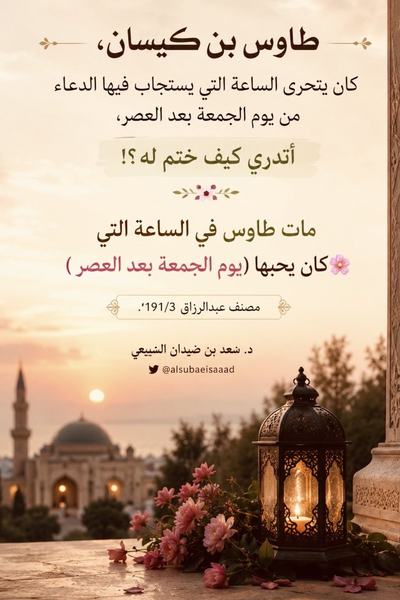 طاوس بن كيسان،
كان يتحرى الساعة التي يستجاب فيها الدعاء
من يوم الجمعة بعد العصر،
أتدري كيف ختم له ؟!
مات طاوس في الساعة التي
كان يحبها (يوم الجمعة بعد العصر )
مصنف عبدالرزاق 191/3‘.
د. سعد بن ضيدان السبيعي
@alsubaeisaaad